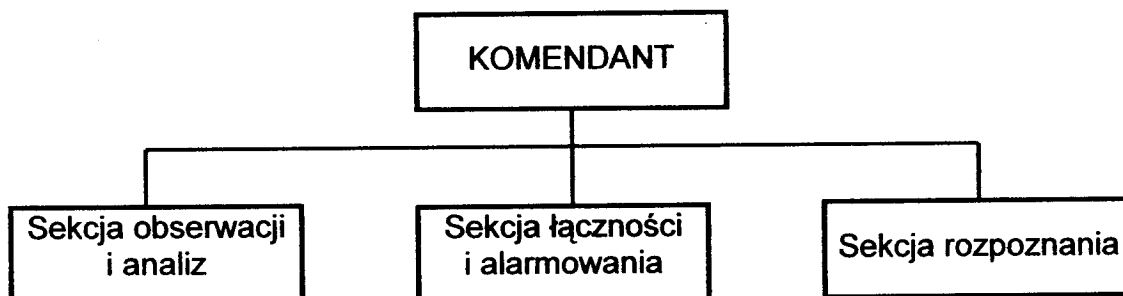 KOMENDANT
Sekcja obserwacji
i analiz
Sekcja łączności
i alarmowania
Sekcja rozpoznania